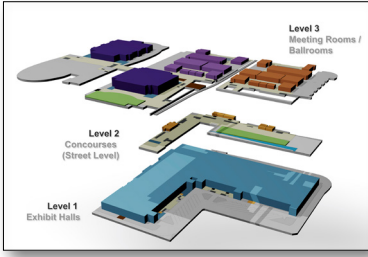 Level 3
Meeting Rooms /
Ballrooms
Level 2
Concourses
(Street Level)
Level 1
Exhibit Halls